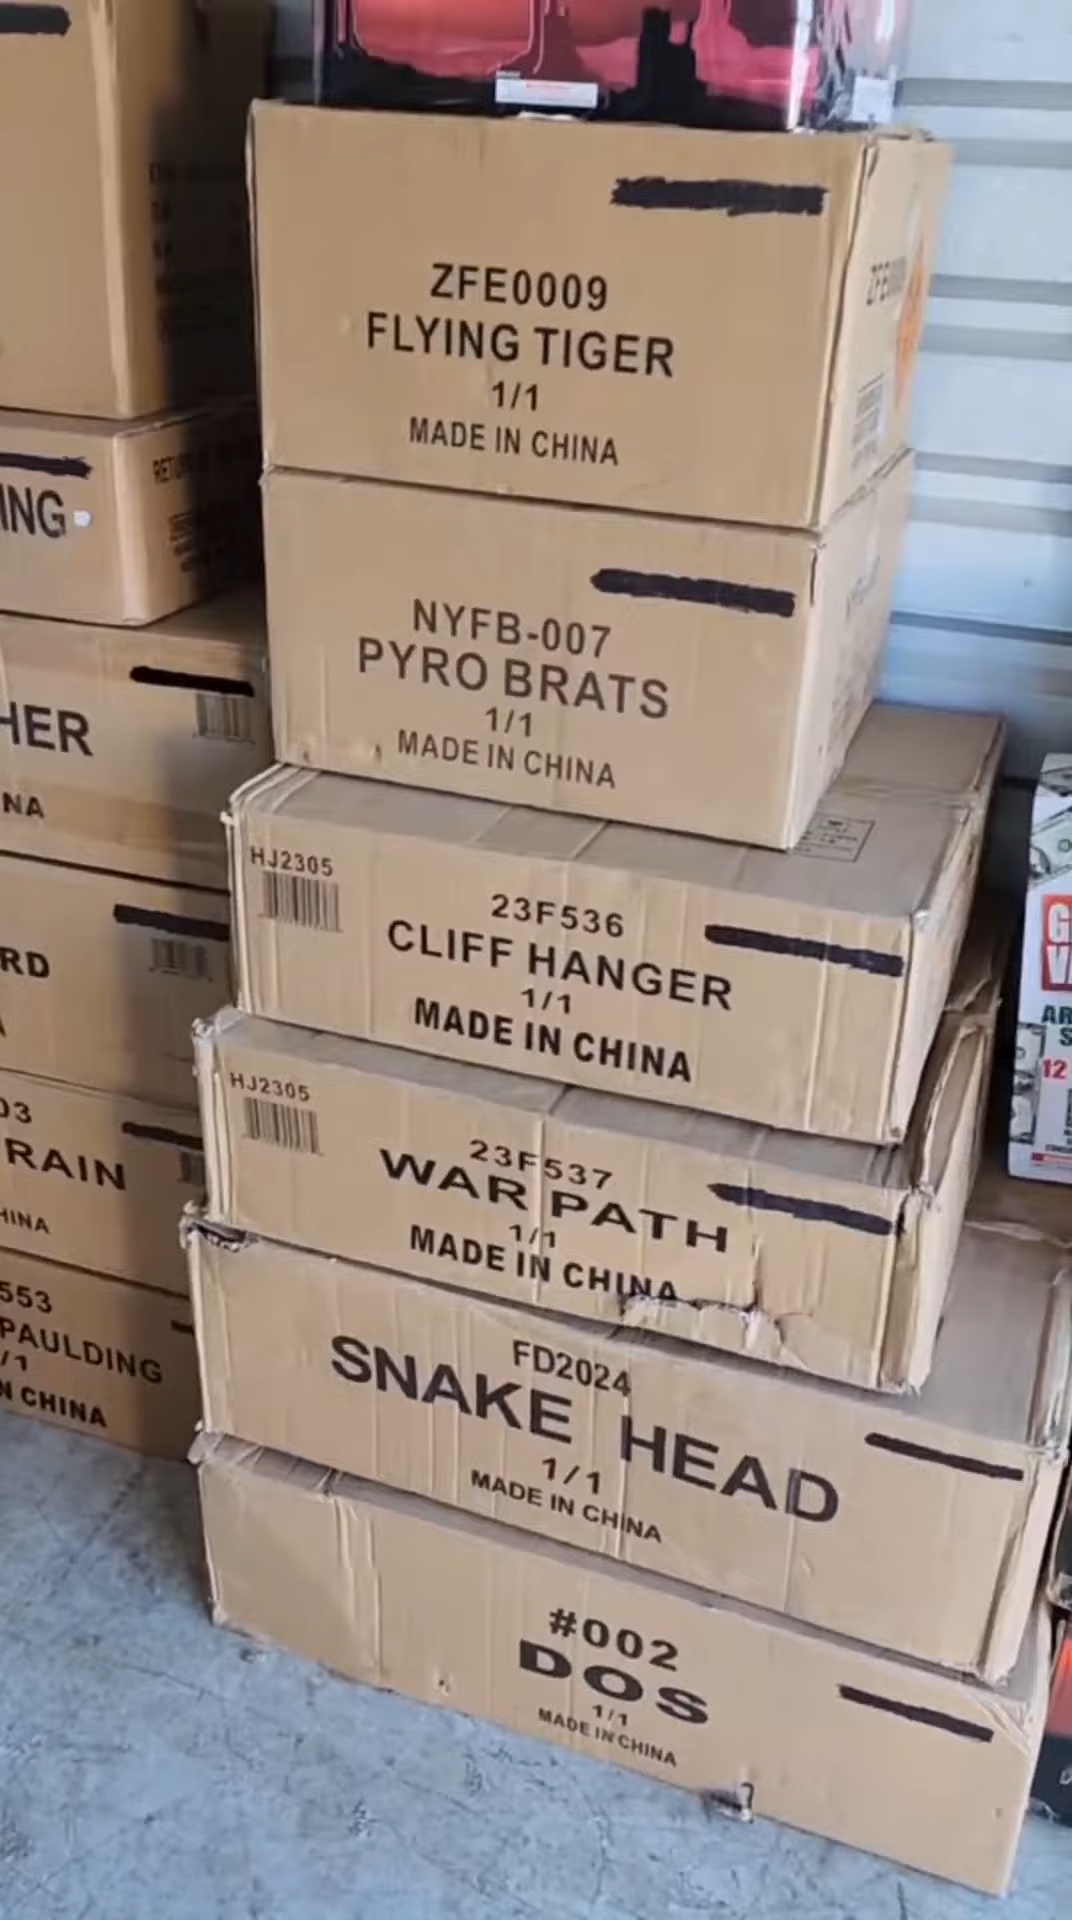 ZFE0009
FLYING TIGER
1/1
MADE IN CHINA
NYFB-007
PYRO BRATS
1/1
MADE IN CHINA
HJ2305
23F536
CLIFF HANGER
1/1
MADE IN CHINA
HJ2305
23F537
WAR PATH
1/1
MADE IN CHINA
FD2024
SNAKE HEAD
1/1
MADE IN CHINA
#002
DOS
1/1
MADE IN CHINA
ING
HER
NA
RD
A
03
RAIN
HINA
553
PAULDING
/1
N CHINA
G
V
AR
S
12